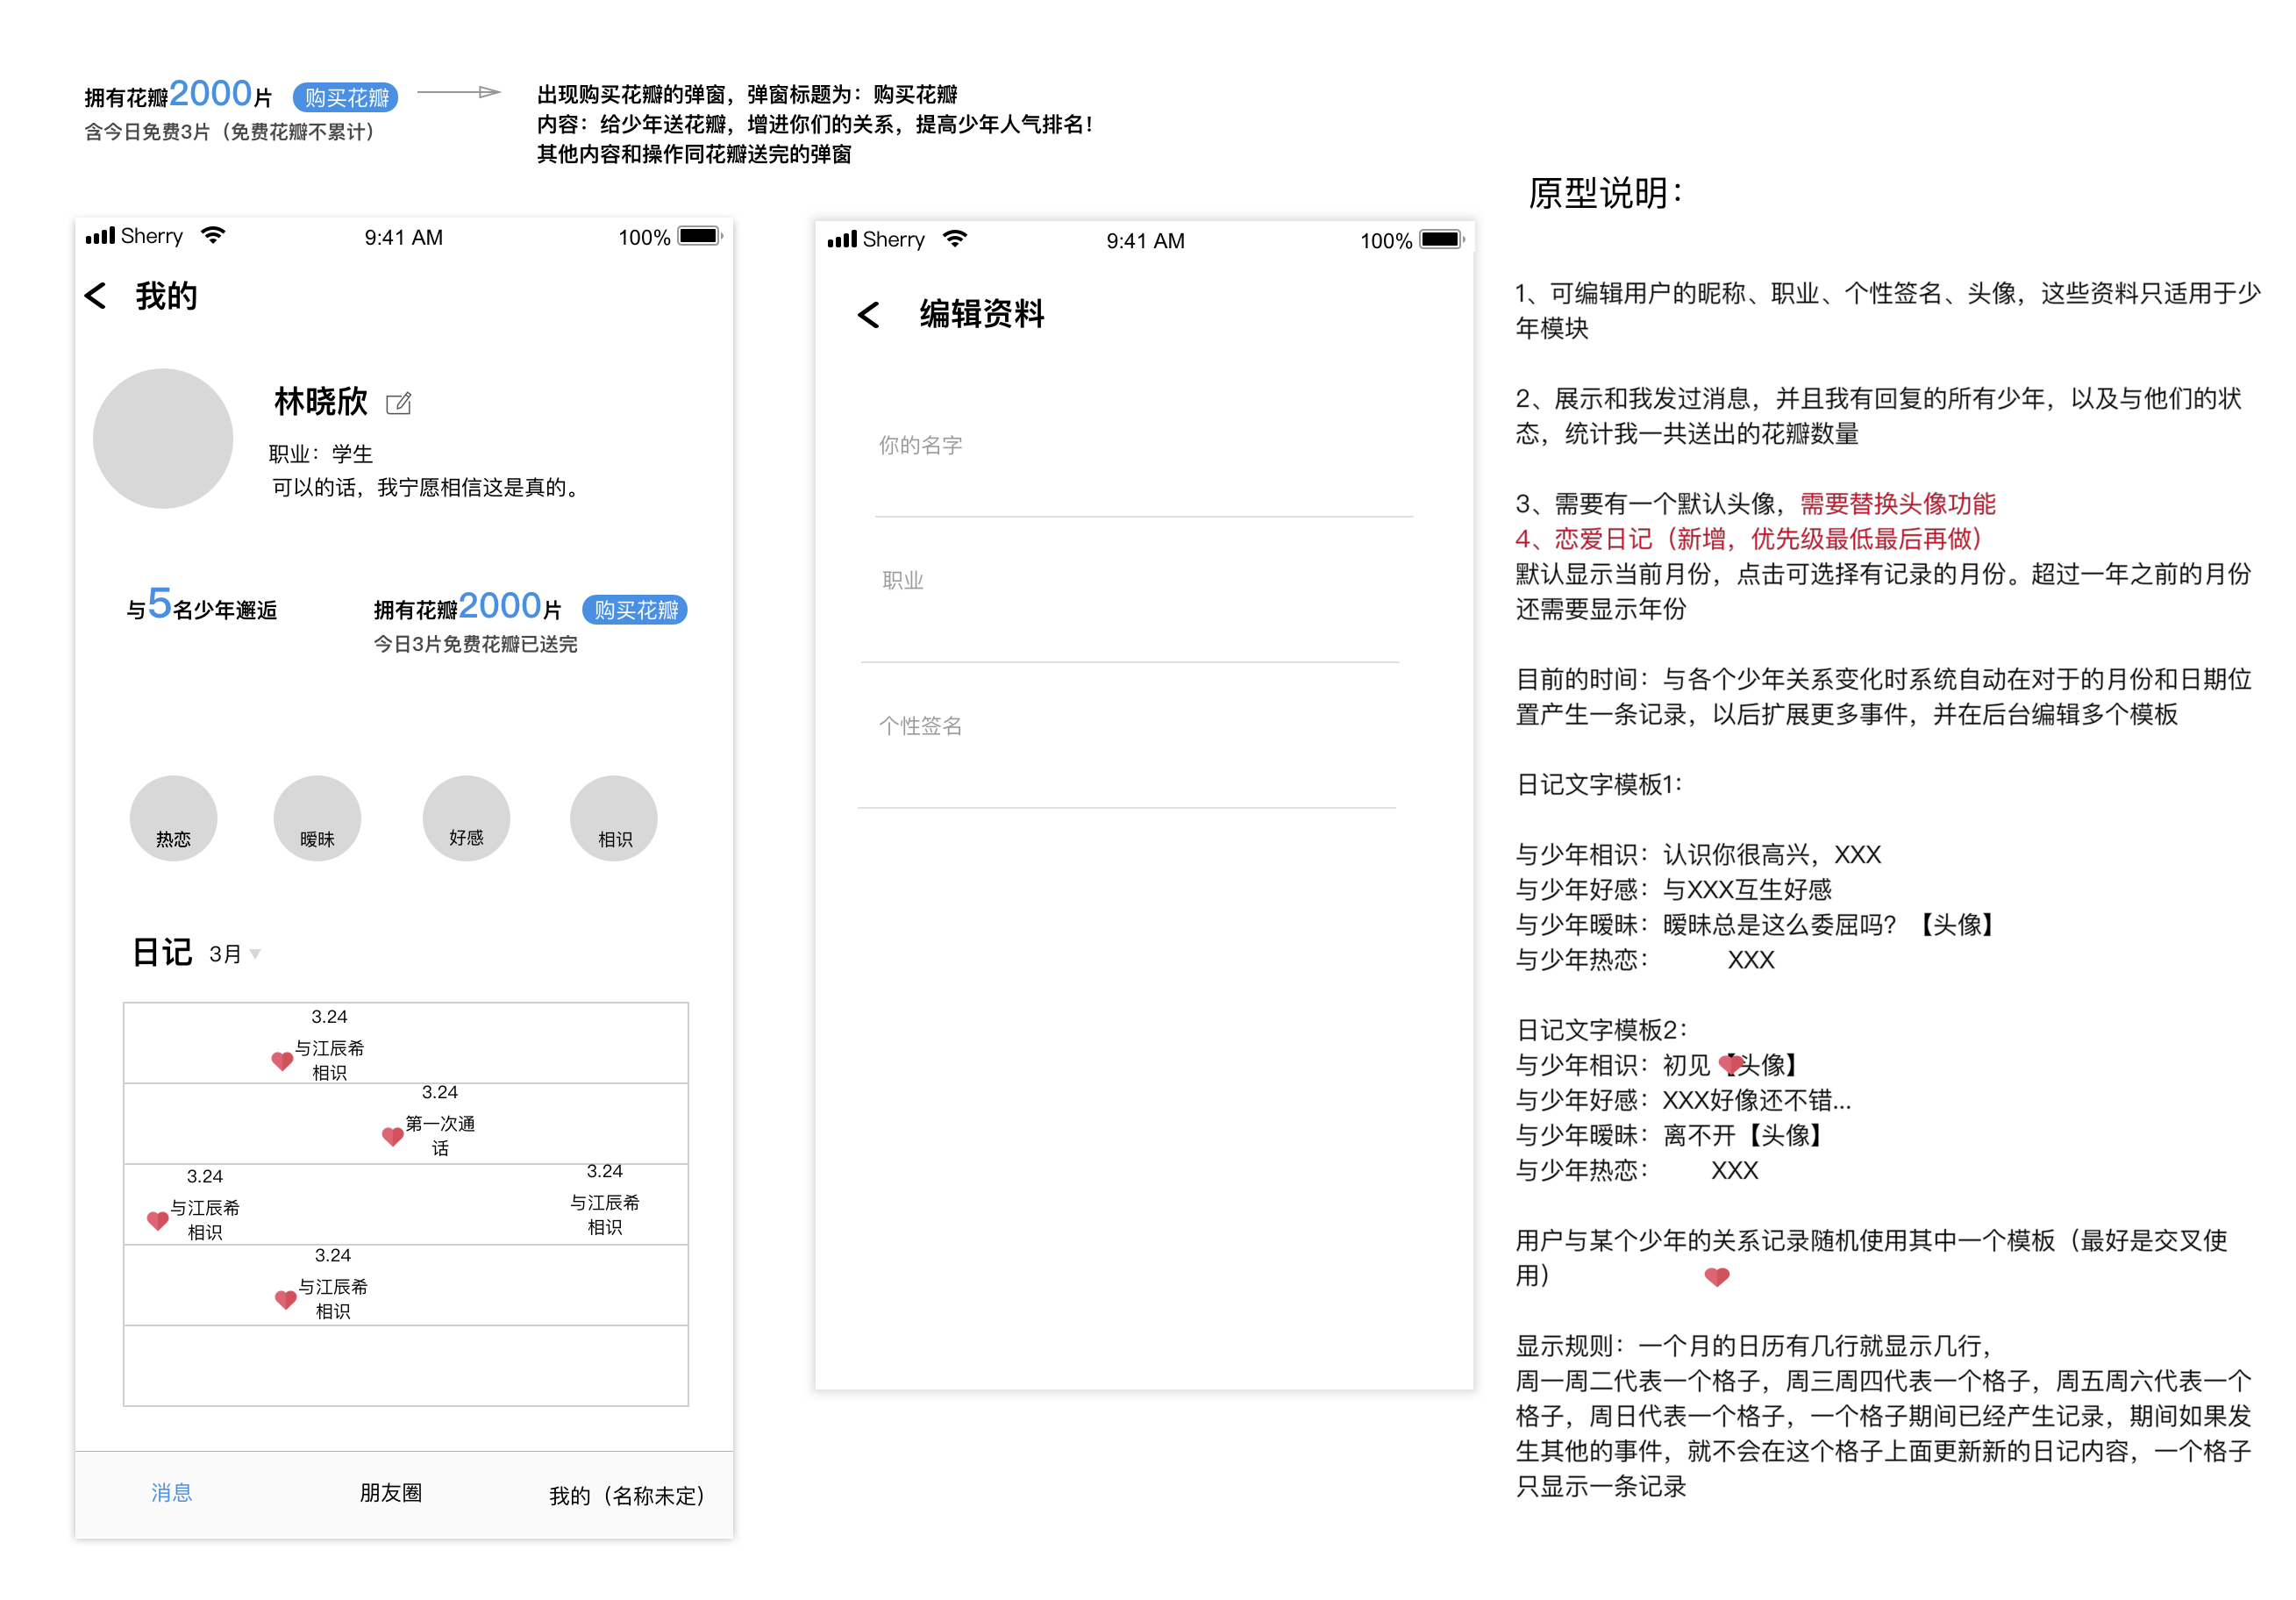 拥有花瓣2000片 购买花瓣
含今日免费3片（免费花瓣不累计）
出现购买花瓣的弹窗，弹窗标题为：购买花瓣
内容：给少年送花瓣，增进你们的关系，提高少年人气排名！
其他内容和操作同花瓣送完的弹窗
Sherry 9:41 AM 100%
我的
林晓欣
职业：学生
可以的话，我宁愿相信这是真的。
与5名少年邂逅
拥有花瓣2000片 购买花瓣
今日3片免费花瓣已送完
热恋 暧昧 好感 相识
日记 3月
3.24
与江辰希
相识
3.24
第一次通
话
3.24
与江辰希
相识
3.24
与江辰希
相识
3.24
与江辰希
相识
消息 朋友圈 我的（名称未定）
Sherry 9:41 AM 100%
编辑资料
你的名字
职业
个性签名
原型说明：
1、可编辑用户的昵称、职业、个性签名、头像，这些资料只适用于少
年模块
2、展示和我发过消息，并且我有回复的所有少年，以及与他们的状
态，统计我一共送出的花瓣数量
3、需要有一个默认头像，需要替换头像功能
4、恋爱日记（新增，优先级最低最后再做）
默认显示当前月份，点击可选择有记录的月份。超过一年之前的月份
还需要显示年份
目前的时间：与各个少年关系变化时系统自动在对于的月份和日期位
置产生一条记录，以后扩展更多事件，并在后台编辑多个模板
日记文字模板1：
与少年相识：认识你很高兴，XXX
与少年好感：与XXX互生好感
与少年暧昧：暧昧总是这么委屈吗？【头像】
与少年热恋： XXX
日记文字模板2：
与少年相识：初见【头像】
与少年好感：XXX好像还不错...
与少年暧昧：离不开【头像】
与少年热恋： XXX
用户与某个少年的关系记录随机使用其中一个模板（最好是交叉使
用）
显示规则：一个月的日历有几行就显示几行，
周一周二代表一个格子，周三周四代表一个格子，周五周六代表一个
格子，周日代表一个格子，一个格子期间已经产生记录，期间如果发
生其他的事件，就不会在这个格子上面更新新的日记内容，一个格子
只显示一条记录